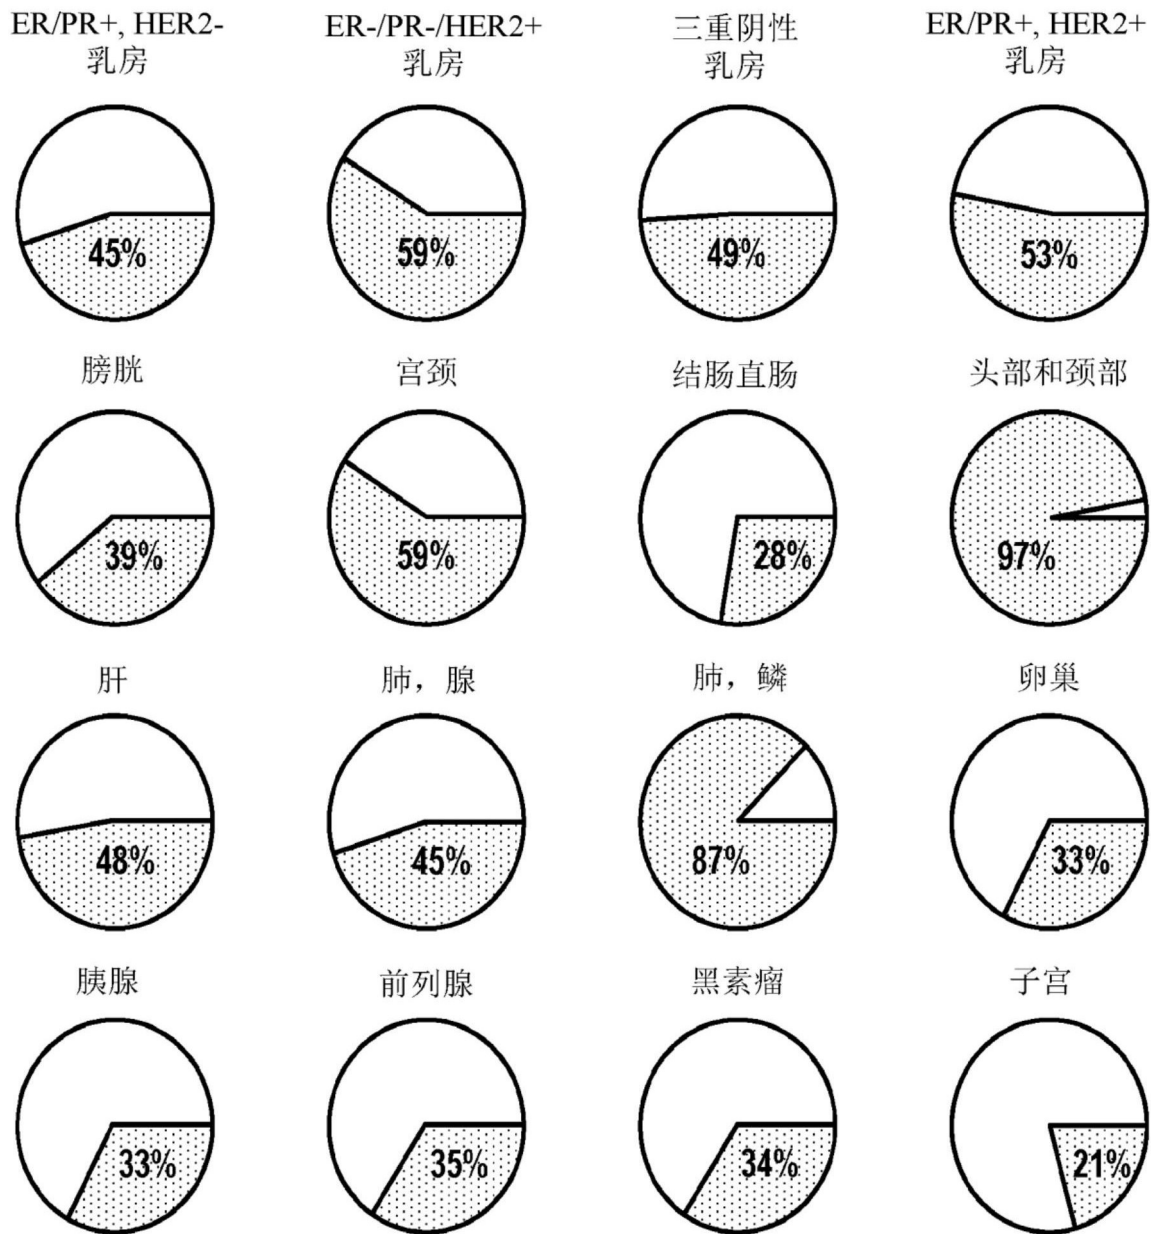 ER/PR+, HER2-
乳房
ER-/PR-/HER2+
乳房
三重阴性
乳房
ER/PR+, HER2+
乳房
45%
59%
49%
53%
膀胱
宫颈
结肠直肠
头部和颈部
39%
59%
28%
97%
肝
肺，腺
肺，鳞
卵巢
48%
45%
87%
33%
胰腺
前列腺
黑素瘤
子宫
33%
35%
34%
21%